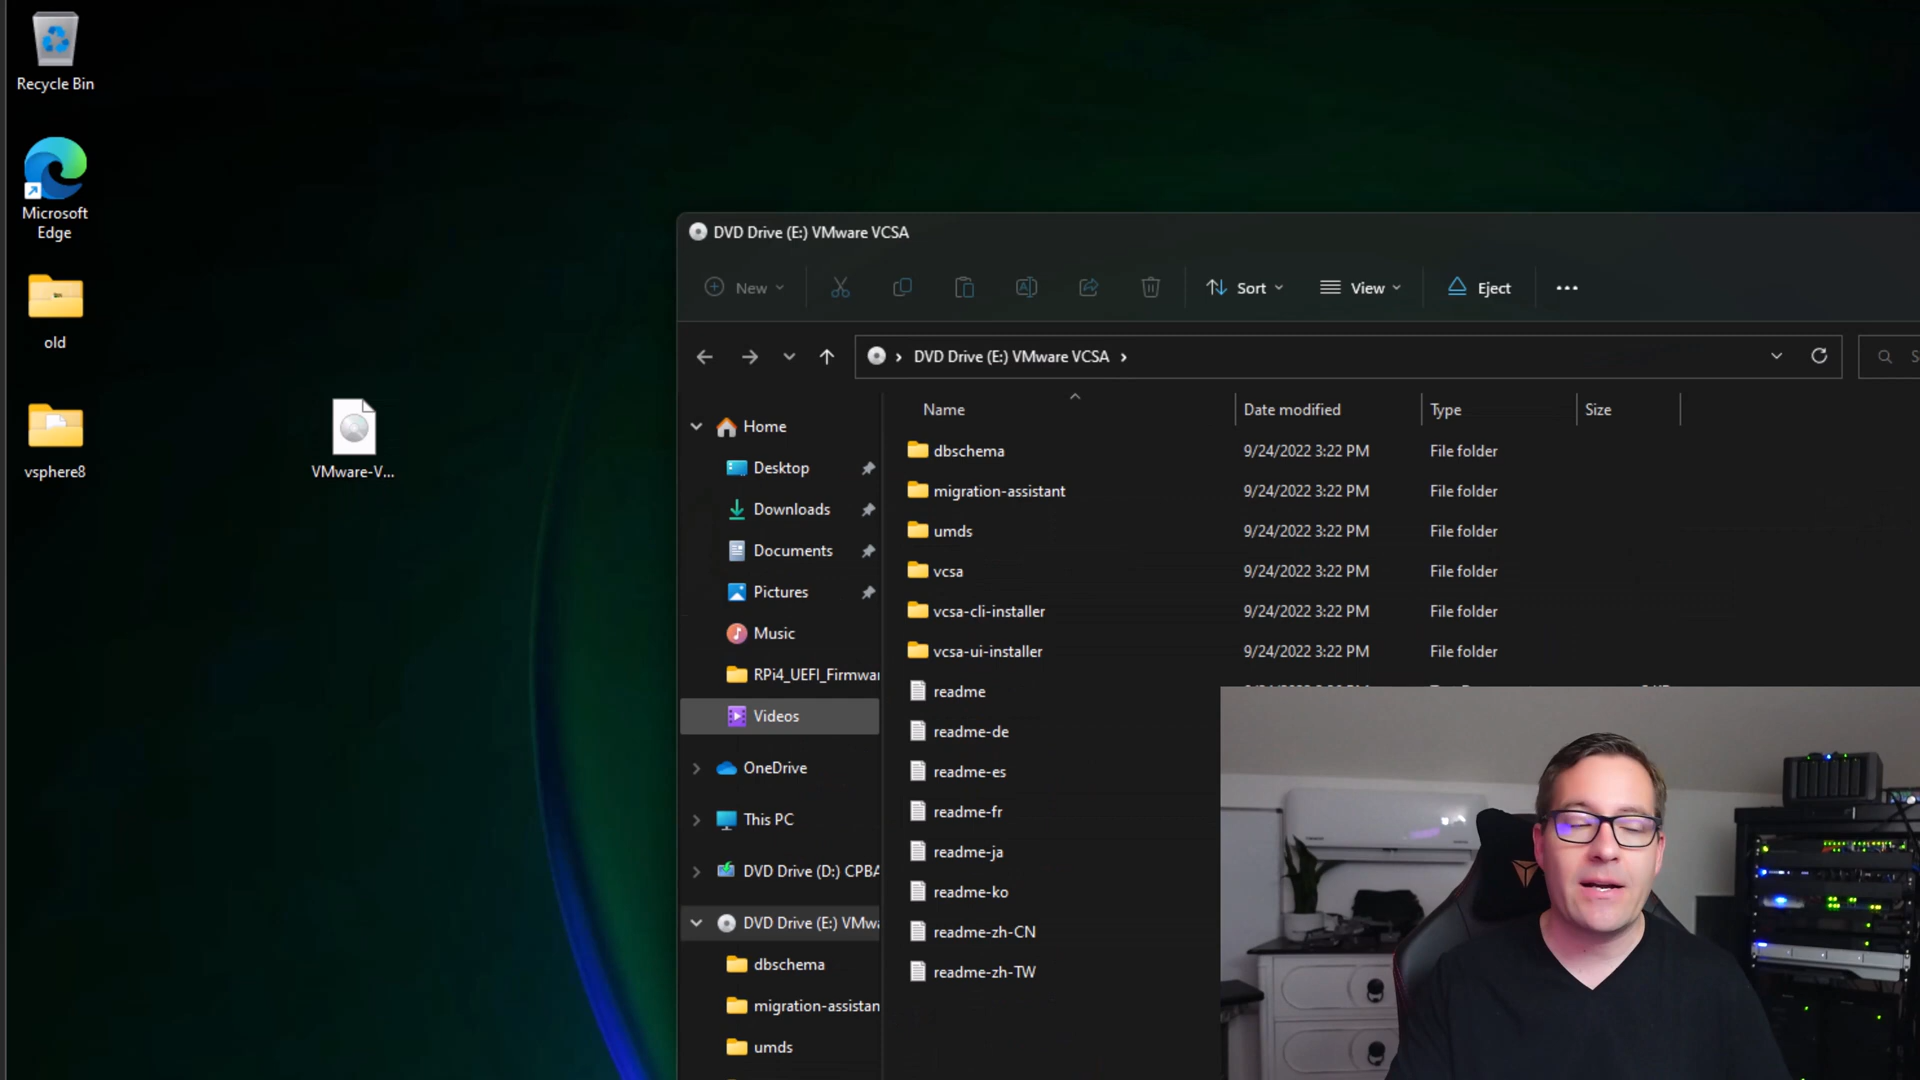 Recycle Bin
Microsoft
Edge
old
vsphere8
VMware-V...
DVD Drive (E:) VMware VCSA
New
Sort
View
Eject
DVD Drive (E:) VMware VCSA
Home
Desktop
Downloads
Documents
Pictures
Music
RPi4_UEFI_Firmwa
Videos
OneDrive
This PC
DVD Drive (D:) CPBA
DVD Drive (E:) VMwa
dbschema
migration-assistan
umds
Name Date modified Type Size
dbschema 9/24/2022 3:22 PM File folder
migration-assistant 9/24/2022 3:22 PM File folder
umds 9/24/2022 3:22 PM File folder
vcsa 9/24/2022 3:22 PM File folder
vcsa-cli-installer 9/24/2022 3:22 PM File folder
vcsa-ui-installer 9/24/2022 3:22 PM File folder
readme
readme-de
readme-es
readme-fr
readme-ja
readme-ko
readme-zh-CN
readme-zh-TW